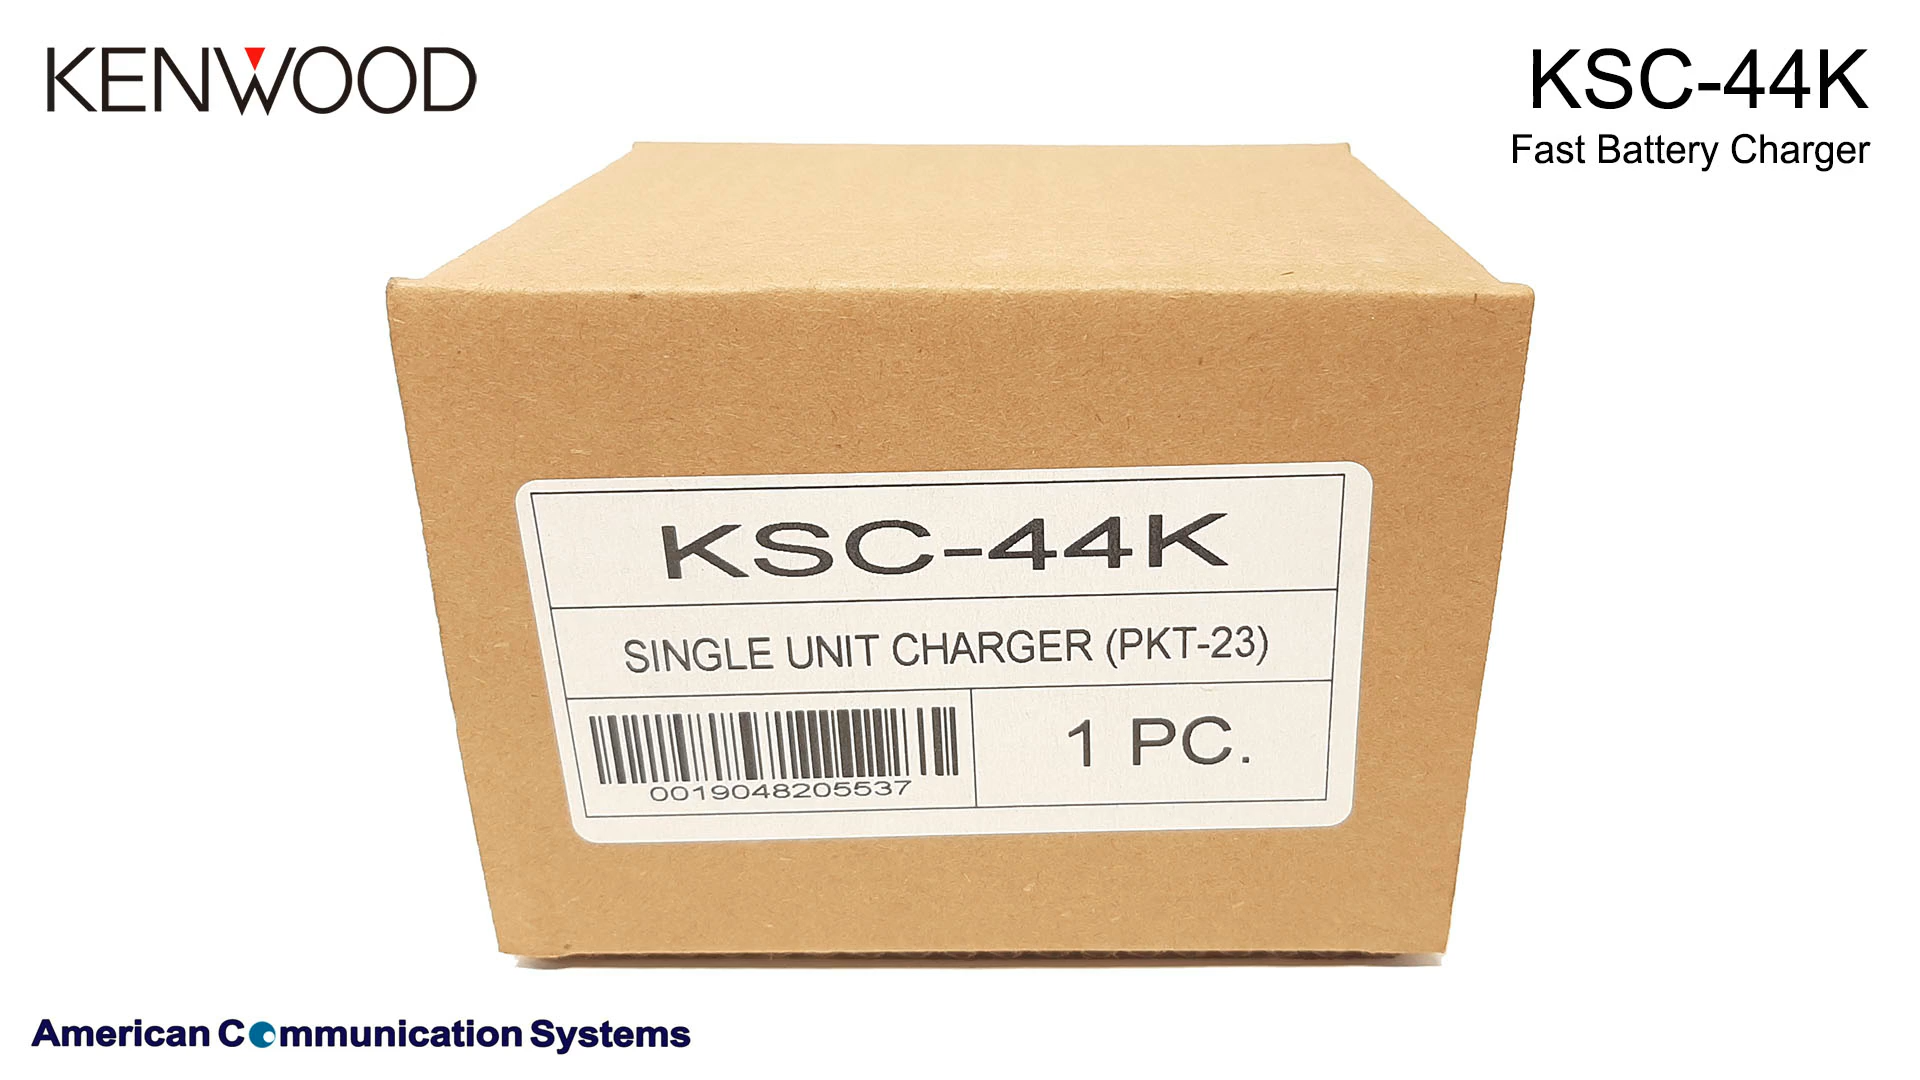 KENWOOD
KSC-44K
Fast Battery Charger
KSC-44K
SINGLE UNIT CHARGER (PKT-23)
0019048205537
1 PC.
American Communication Systems